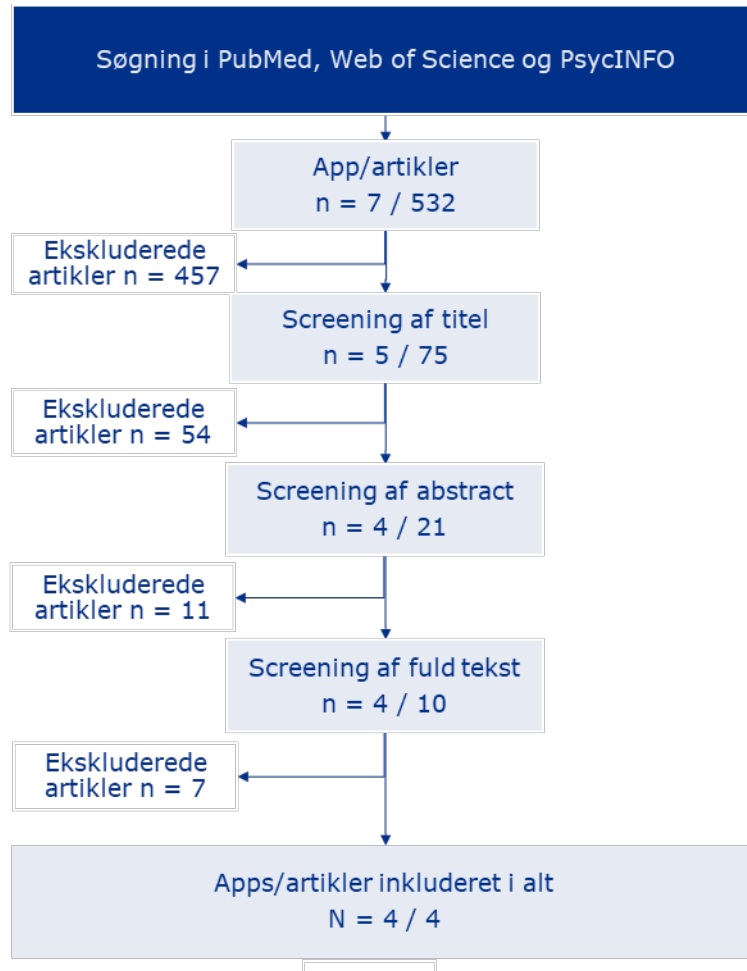 Søgning i PubMed, Web of Science og PsycINFO
App/artikler
n = 7 / 532
Ekskluderede
artikler n = 457
Screening af titel
n = 5 / 75
Ekskluderede
artikler n = 54
Screening af abstract
n = 4 / 21
Ekskluderede
artikler n = 11
Screening af fuld tekst
n = 4 / 10
Ekskluderede
artikler n = 7
Apps/artikler inkluderet i alt
N = 4 / 4